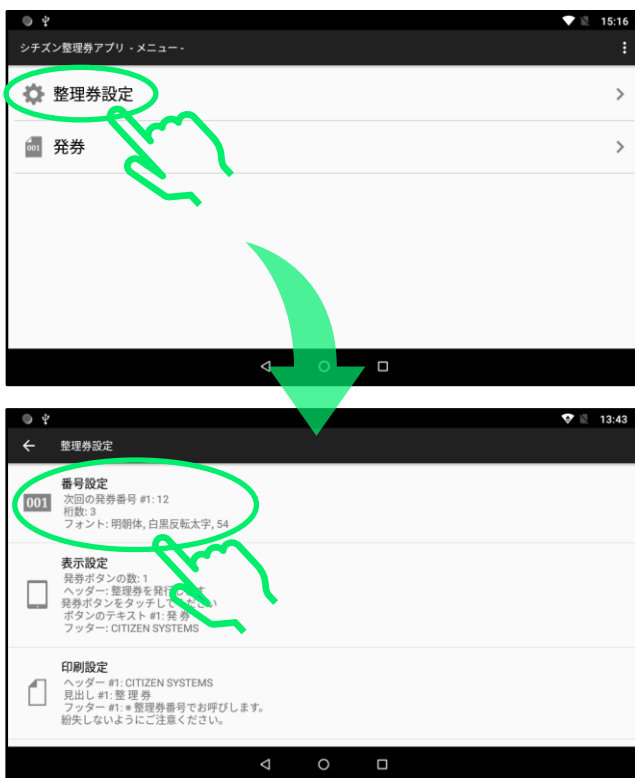 15:16
シチズン整理券アプリ - メニュー -
整理券設定
001
発券
13:43
整理券設定
番号設定
001
次回の発券番号 #1: 12
桁数: 3
フォント: 明朝体, 白黒反転太字, 54
表示設定
発券ボタンの数: 1
ヘッダー: 整理券を発行します
発券ボタンをタッチしてください
ボタンのテキスト #1: 発 券
フッター: CITIZEN SYSTEMS
印刷設定
ヘッダー #1: CITIZEN SYSTEMS
見出し #1: 整 理 券
フッター #1: ※ 整理券番号でお呼びします。
紛失しないようにご注意ください。